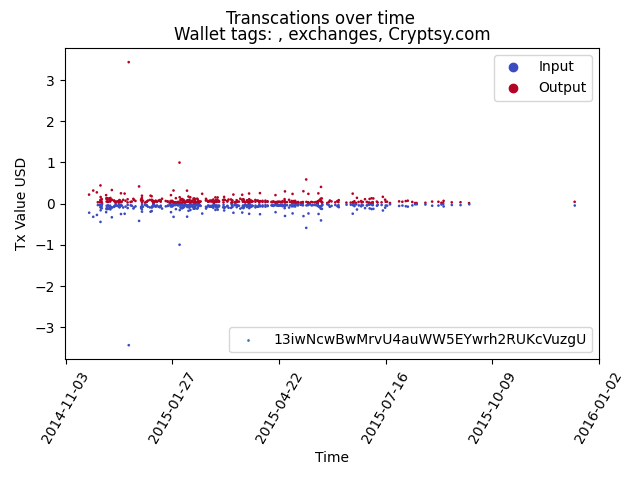 Transcations over time
Wallet tags: , exchanges, Cryptsy.com
Input
Output
3
2
1
0
−1
−2
−3
Tx Value USD
13iwNcwBwMrvU4auWW5EYwrh2RUKcVuzgU
2014-11-03
2015-01-27
2015-04-22
2015-07-16
2015-10-09
2016-01-02
Time